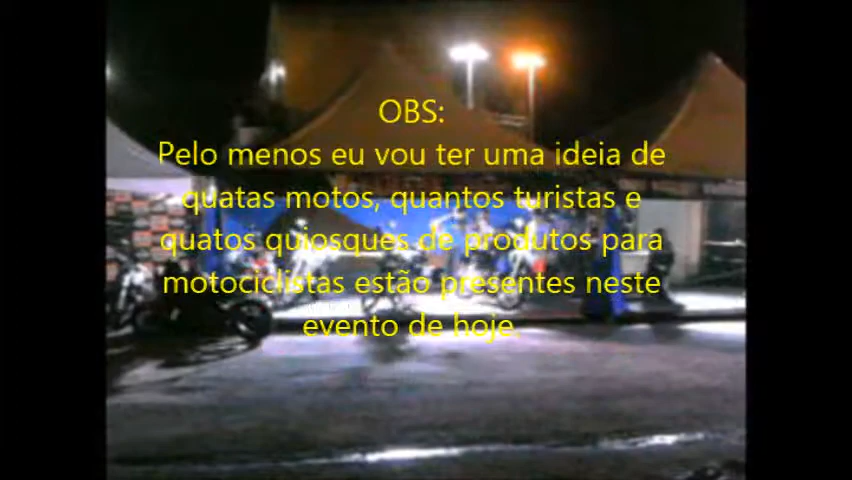 OBS:
Pelo menos eu vou ter uma ideia de
quatas motos, quantos turistas e
quatos quiosques de produtos para
motociclistas estão presentes neste
evento de hoje.